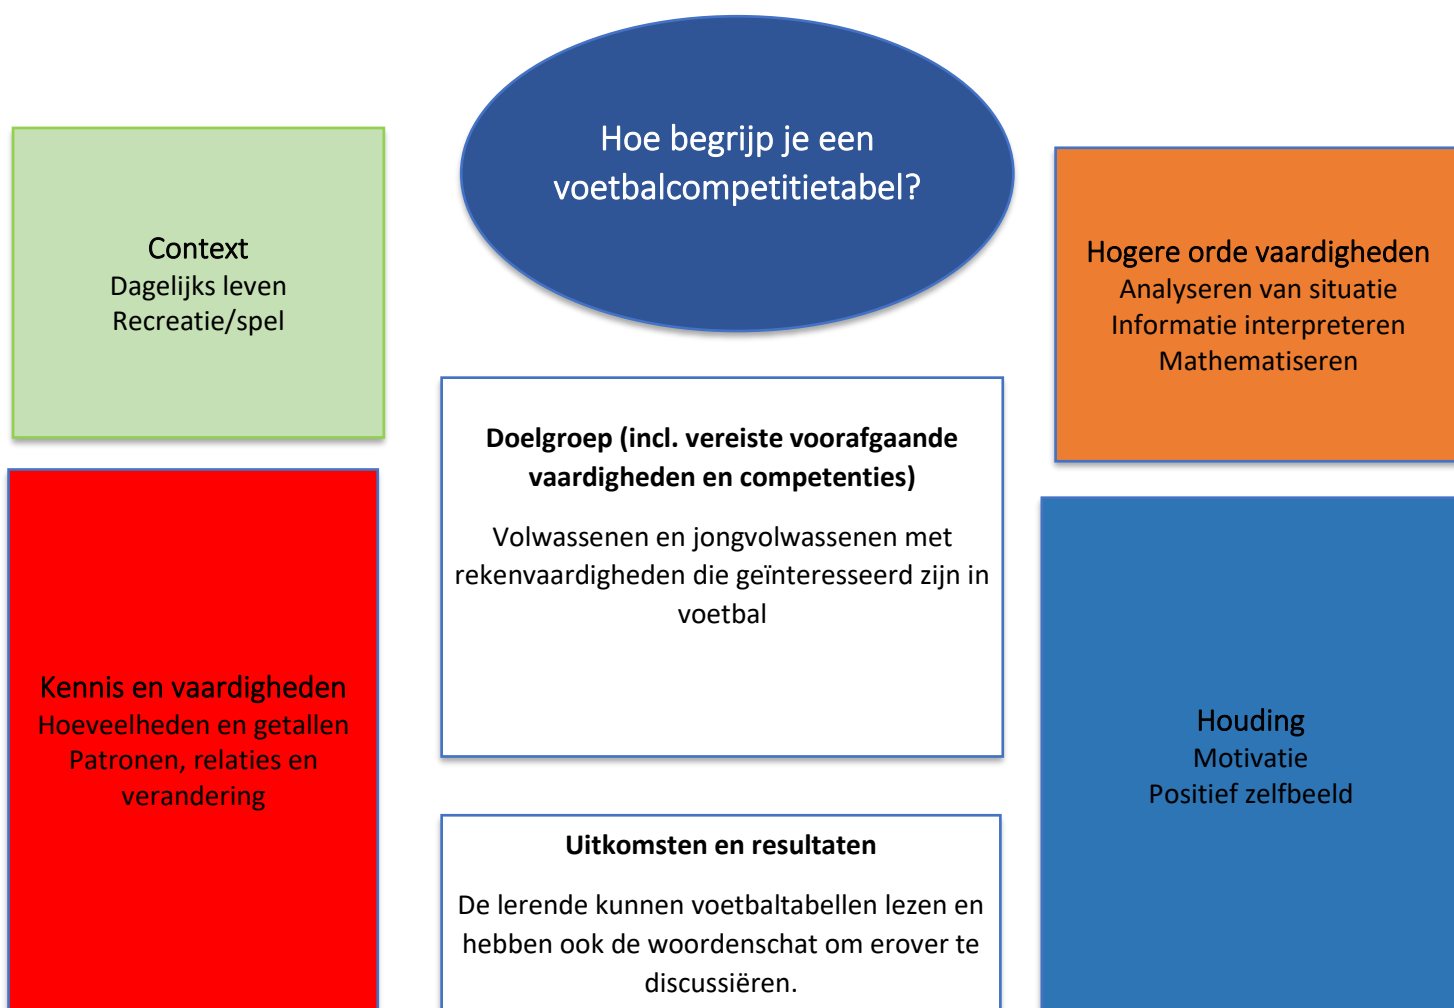 Hoe begrijp je een
voetbalcompetitietabel?
Context
Dagelijks leven
Recreatie/spel
Hogere orde vaardigheden
Analyseren van situatie
Informatie interpreteren
Mathematiseren
Doelgroep (incl. vereiste voorafgaande
vaardigheden en competenties)
Volwassenen en jongvolwassenen met
rekenvaardigheden die geïnteresseerd zijn in
voetbal
Kennis en vaardigheden
Hoeveelheden en getallen
Patronen, relaties en
verandering
Houding
Motivatie
Positief zelfbeeld
Uitkomsten en resultaten
De lerende kunnen voetbaltabellen lezen en
hebben ook de woordenschat om erover te
discussiëren.